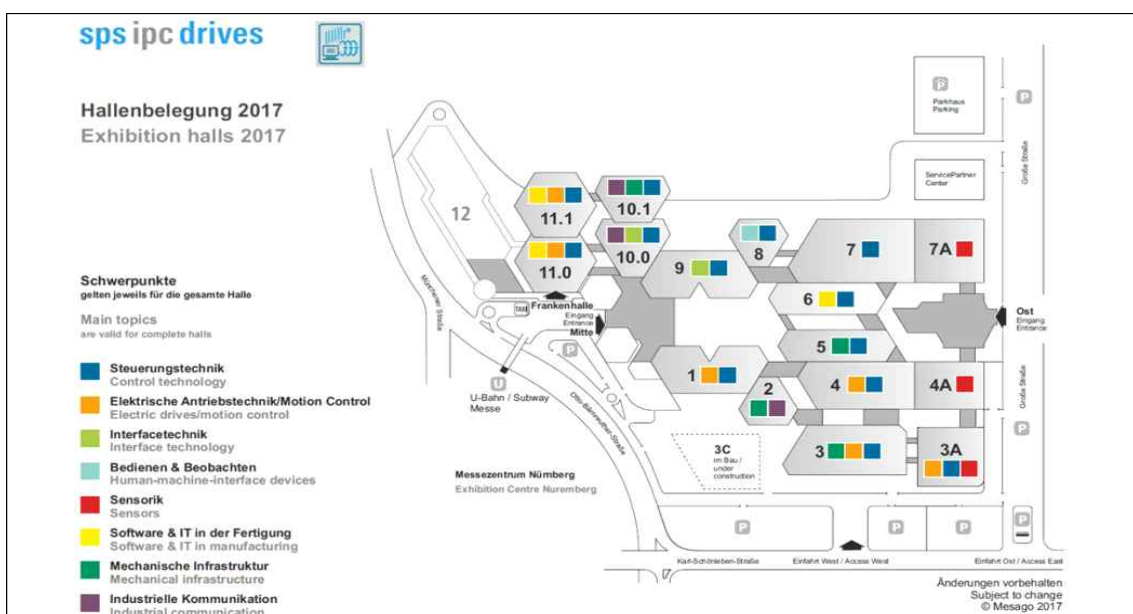 sps ipc drives
Hallenbelegung 2017
Exhibition halls 2017
Schwerpunkte
gelten jeweils für die gesamte Halle
Main topics
are valid for complete halls
Steuerungstechnik
Control technology
Elektrische Antriebstechnik/Motion Control
Electric drives/motion control
Interfacetechnik
Interface technology
Bedienen & Beobachten
Human-machine-interface devices
Sensorik
Sensors
Software & IT in der Fertigung
Software & IT in manufacturing
Mechanische Infrastruktur
Mechanical infrastructure
Industrielle Kommunikation
Industrial communication
P
Parkhaus
Parking
P
Große Straße
ServicePartner
Center
12
11.1
10.1
11.0
10.0
9
8
7
7A
6
5
Frankenhalle
Eingang
Entrance
Mitte
TAXI
Ost
Eingang
Entrance
Münchener Straße
P
U
U-Bahn / Subway
Messe
Otto-Bärnreuther-Straße
1
2
4
4A
Große Straße
3
3A
3C
im Bau /
under
construction
P
Messezentrum Nürnberg
Exhibition Centre Nuremberg
P
P
P
P
Karl-Schönleben-Straße
Einfahrt West / Access West
Einfahrt Ost / Access East
Änderungen vorbehalten
Subject to change
© Mesago 2017